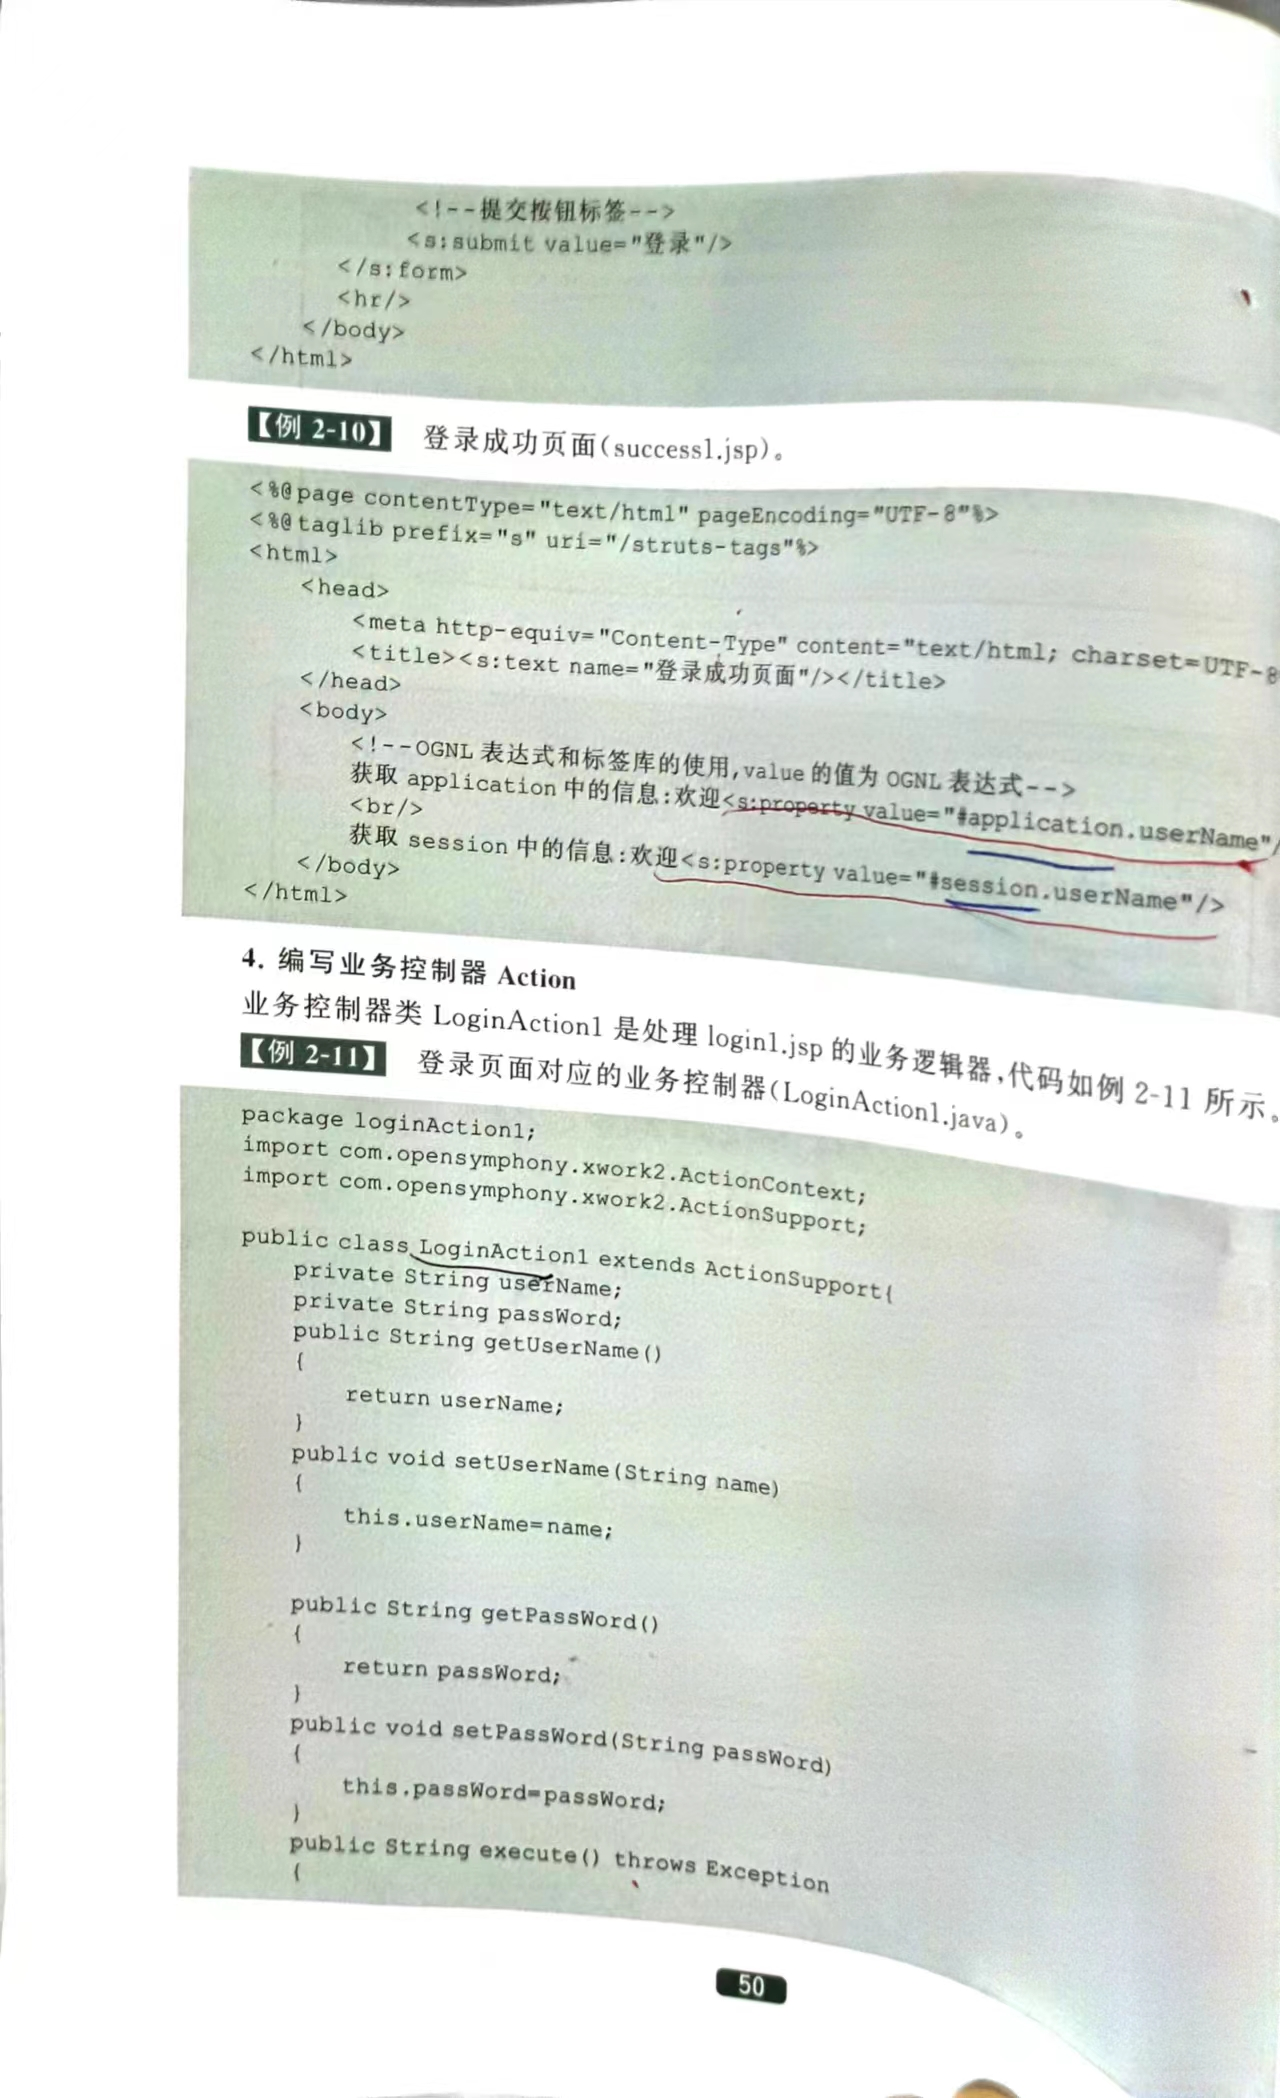 <!--提交按钮标签-->
<s:submit value="登录"/>
</s:form>
<hr/>
</body>
</html>
【例 2-10】 登录成功页面(success1.jsp)。
<%@page contentType="text/html" pageEncoding="UTF-8"%>
<%@taglib prefix="s" uri="/struts-tags"%>
<html>
<head>
<meta http-equiv="Content-Type" content="text/html; charset=UTF-8
<title><s:text name="登录成功页面"/></title>
</head>
<body>
<!--OGNL 表达式和标签库的使用,value 的值为 OGNL 表达式-->
获取 application 中的信息:欢迎<s:property value="#application.userName"/
<br/>
获取 session 中的信息:欢迎<s:property value="#session.userName"/>
</body>
</html>
4. 编写业务控制器 Action
业务控制器类 LoginAction1 是处理 login1.jsp 的业务逻辑器,代码如例 2-11 所示。
【例 2-11】 登录页面对应的业务控制器(LoginAction1.java)。
package loginAction1;
import com.opensymphony.xwork2.ActionContext;
import com.opensymphony.xwork2.ActionSupport;
public class LoginAction1 extends ActionSupport{
private String userName;
private String passWord;
public String getUserName()
{
return userName;
}
public void setUserName(String name)
{
this.userName=name;
}
public String getPassWord()
{
return passWord;
}
public void setPassWord(String passWord)
{
this.passWord=passWord;
}
public String execute() throws Exception
{
50